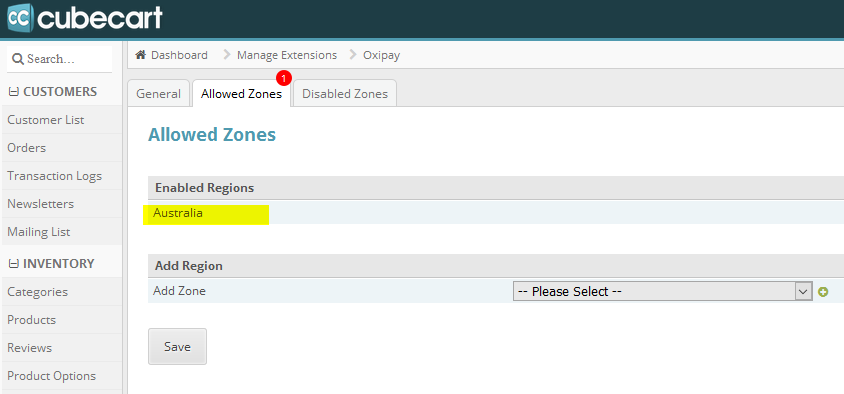 cc cubecart
Search...
Dashboard Manage Extensions Oxipay
CUSTOMERS
General Allowed Zones 1 Disabled Zones
Customer List
Orders
Transaction Logs
Newsletters
Mailing List
INVENTORY
Categories
Products
Reviews
Product Options
Allowed Zones
Enabled Regions
Australia
Add Region
Add Zone -- Please Select --
Save